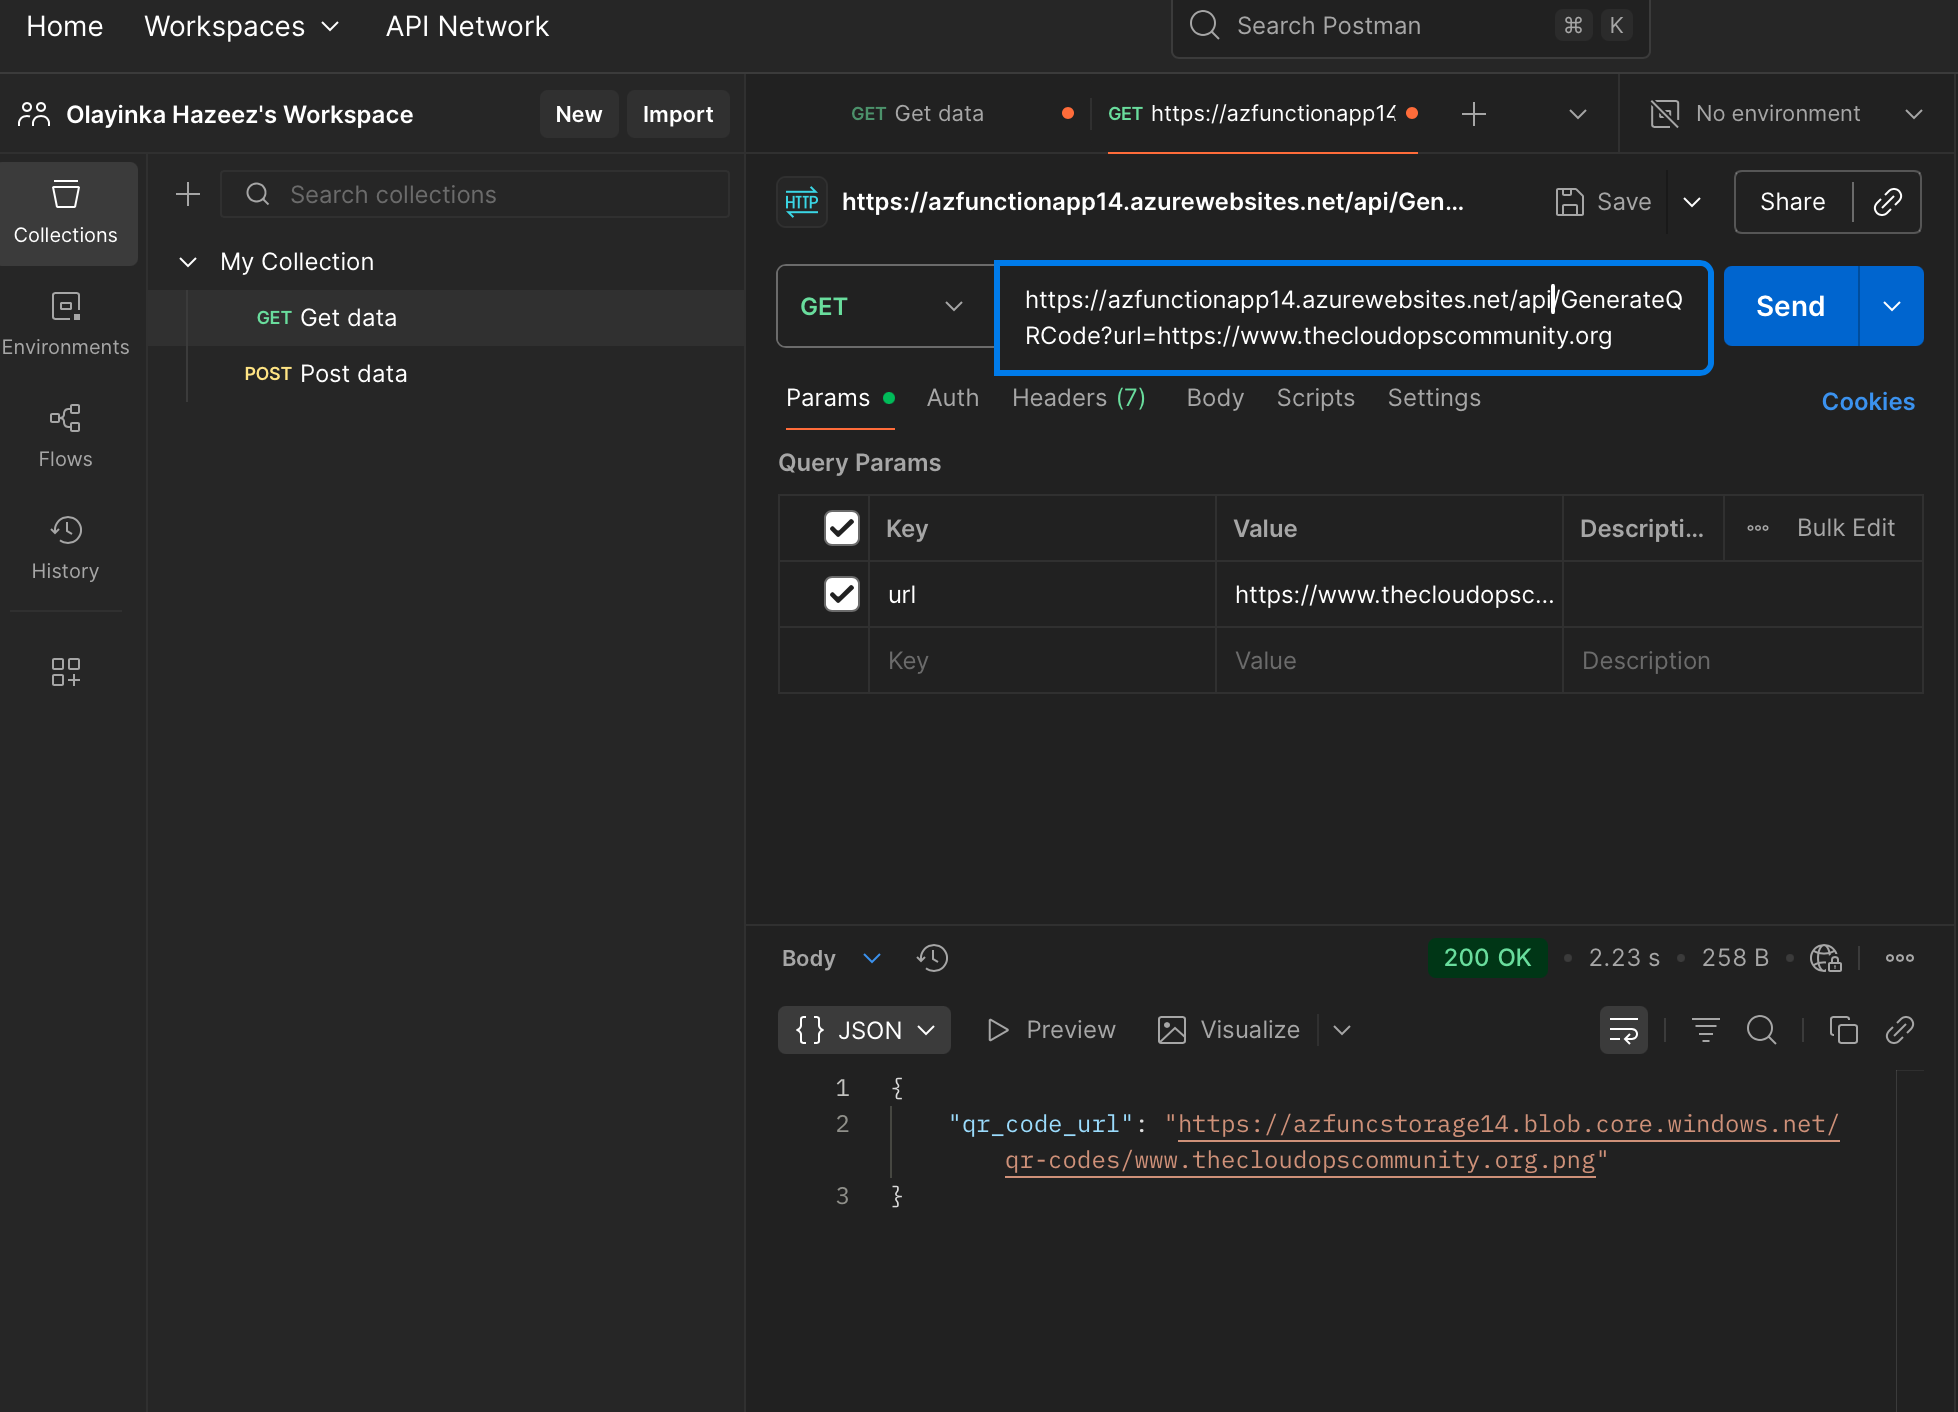 Home Workspaces API Network Search Postman ⌘ K
Olayinka Hazeez's Workspace New Import
GET Get data GET https://azfunctionapp14 No environment
Collections
Environments
Flows
History
Search collections
My Collection
GET Get data
POST Post data
HTTP https://azfunctionapp14.azurewebsites.net/api/Gen... Save Share
GET
https://azfunctionapp14.azurewebsites.net/api/GenerateQ
RCode?url=https://www.thecloudopscommunity.org
Send
Params Auth Headers (7) Body Scripts Settings Cookies
Query Params
Key Value Descripti... Bulk Edit
url https://www.thecloudopsc...
Key Value Description
Body 200 OK 2.23 s 258 B
{} JSON Preview Visualize
1 {
2 "qr_code_url": "https://azfuncstorage14.blob.core.windows.net/
qr-codes/www.thecloudopscommunity.org.png"
3 }